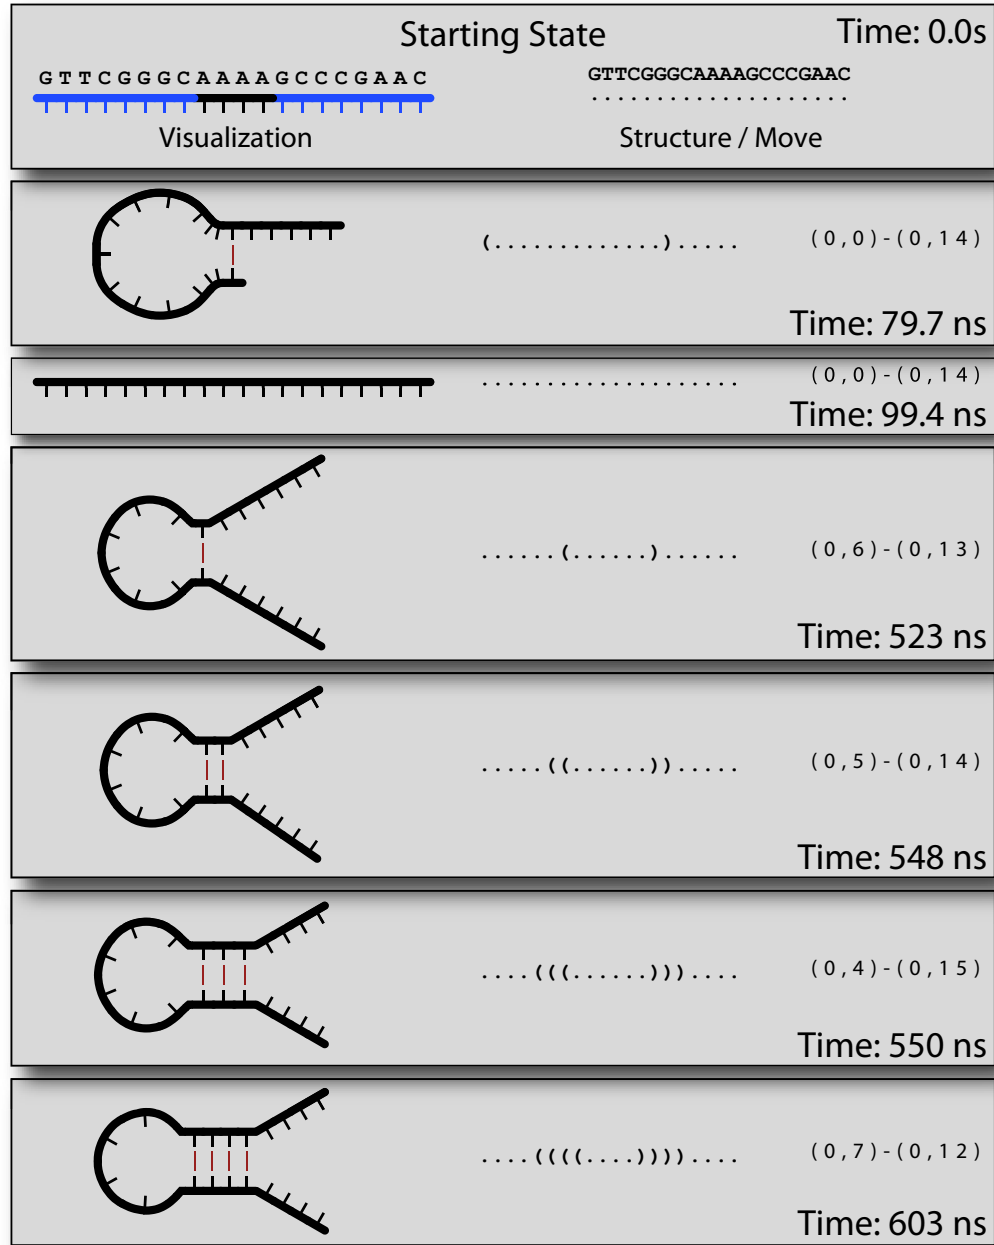 Starting State
Time: 0.0s
G T T C G G G C A A A A G C C C G A A C
GTTCGGGCAAAAGCCCGAAC
....................
Visualization
Structure / Move
(.............).....
(0,0)-(0,14)
Time: 79.7 ns
....................
(0,0)-(0,14)
Time: 99.4 ns
......(......)......
(0,6)-(0,13)
Time: 523 ns
.....((......)).....
(0,5)-(0,14)
Time: 548 ns
....(((......)))....
(0,4)-(0,15)
Time: 550 ns
....((((....))))....
(0,7)-(0,12)
Time: 603 ns